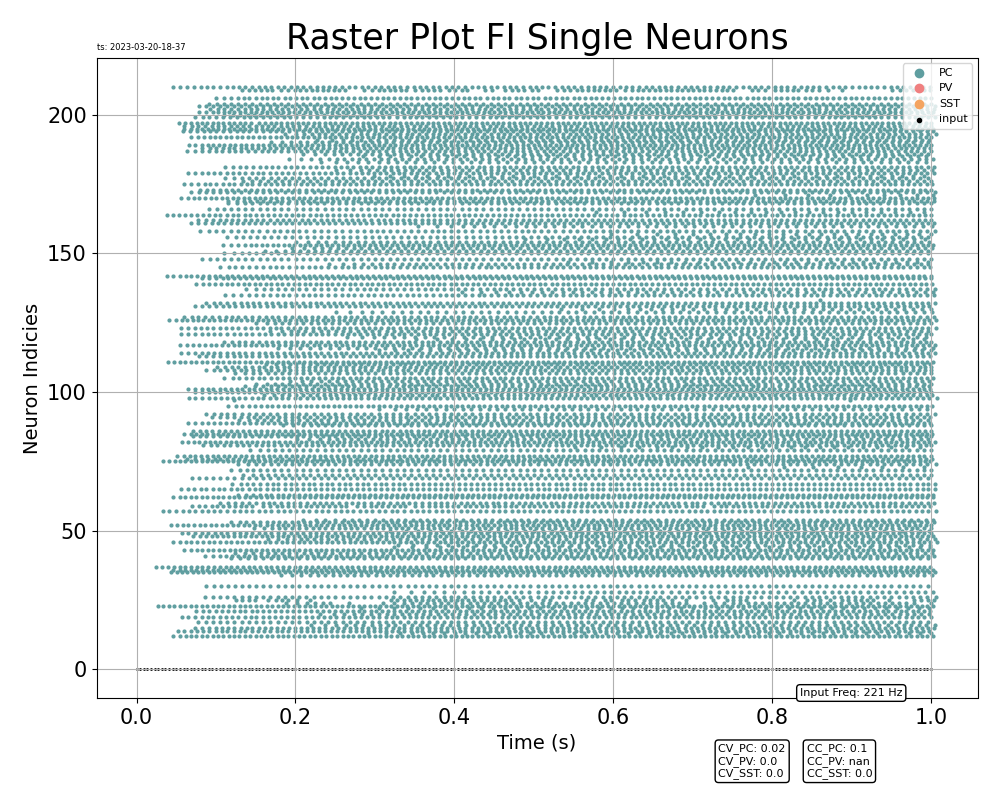 Raster Plot FI Single Neurons
ts: 2023-03-20-18-37
PC
PV
SST
input
200
150
100
50
0
Neuron Indicies
0.0 0.2 0.4 0.6 0.8 1.0
Input Freq: 221 Hz
Time (s)
CV_PC: 0.02
CV_PV: 0.0
CV_SST: 0.0
CC_PC: 0.1
CC_PV: nan
CC_SST: 0.0